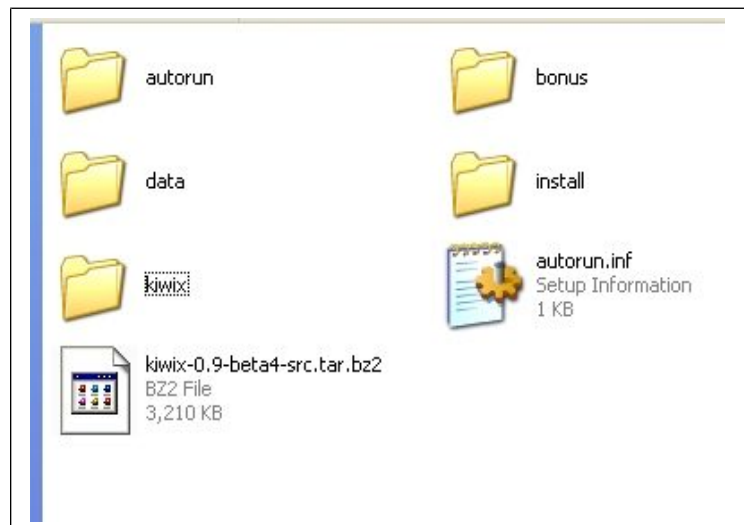 autorun
bonus
data
install
kiwix
autorun.inf
Setup Information
1 KB
kiwix-0.9-beta4-src.tar.bz2
BZ2 File
3,210 KB